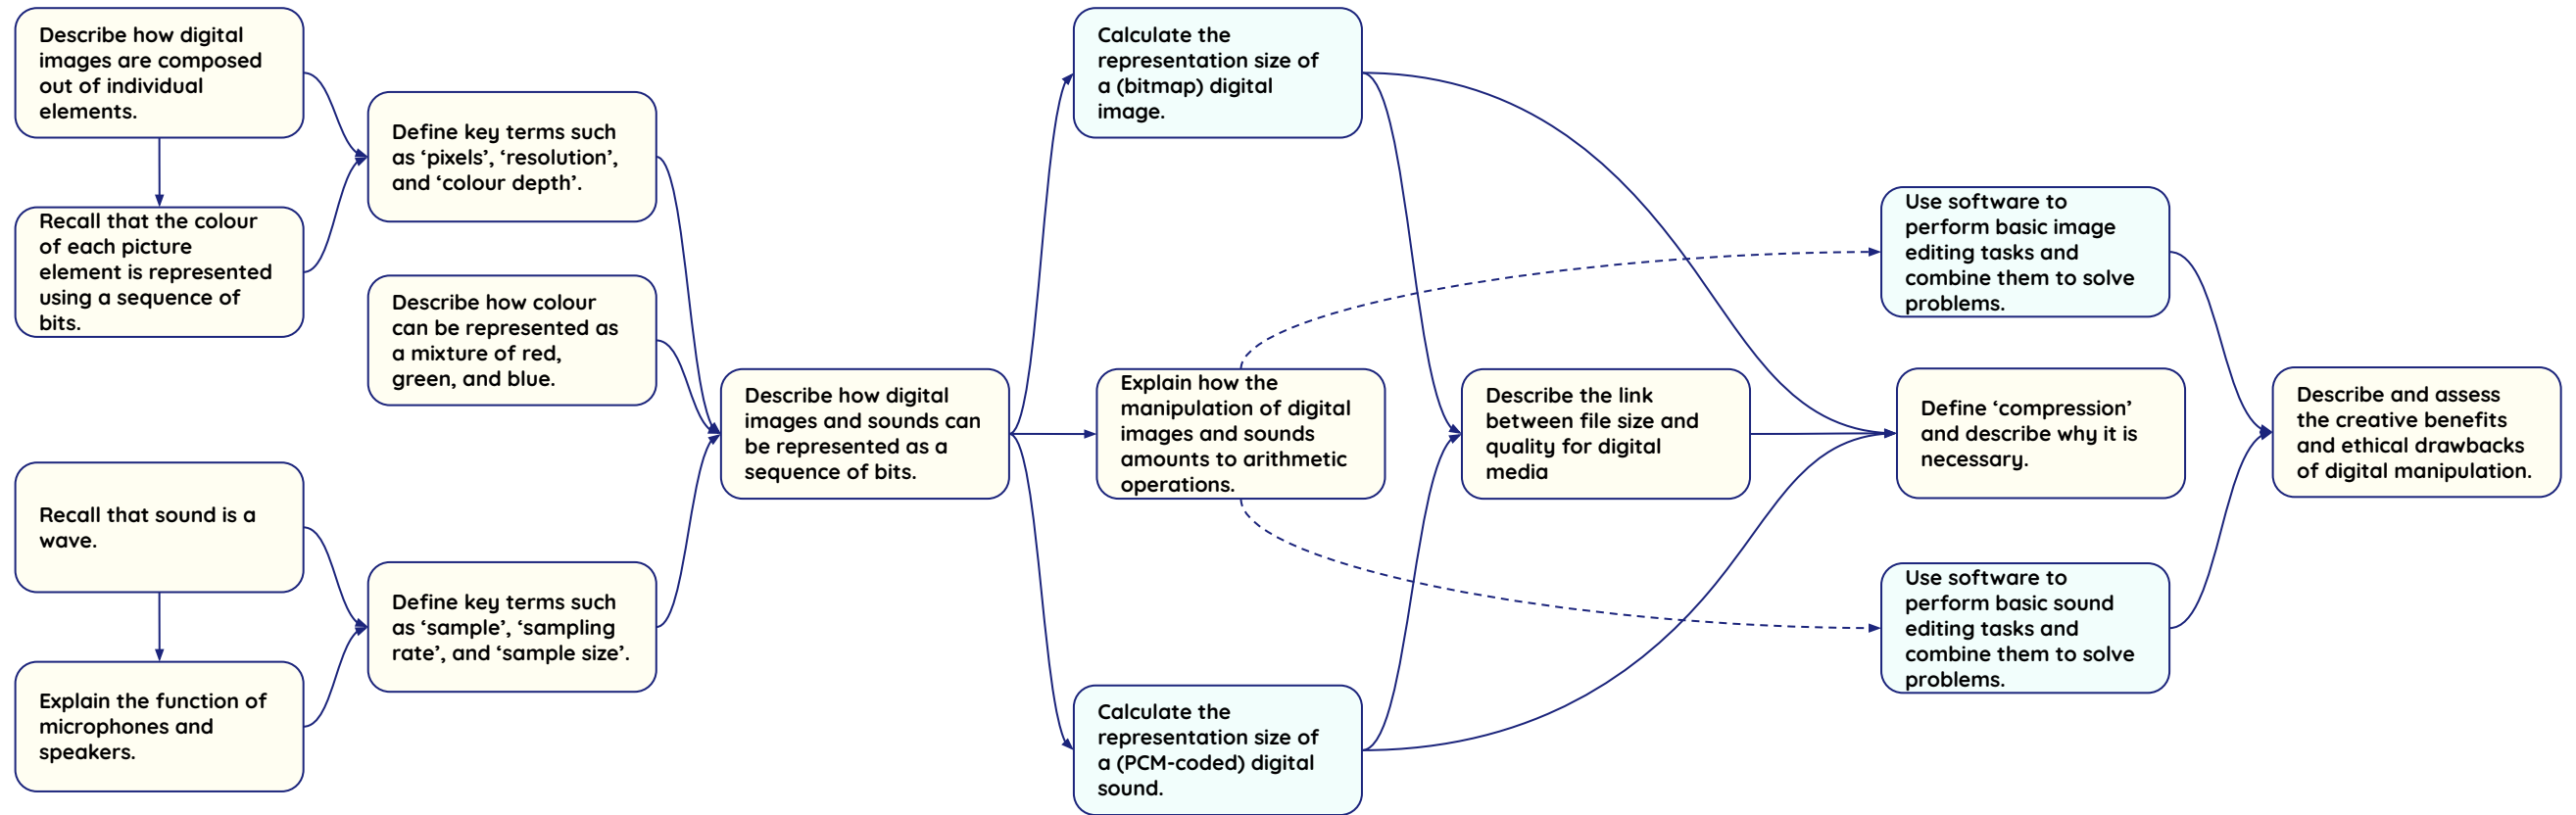 Describe how digital
images are composed
out of individual
elements.
Recall that the colour
of each picture
element is represented
using a sequence of
bits.
Define key terms such
as ‘pixels’, ‘resolution’,
and ‘colour depth’.
Describe how colour
can be represented as
a mixture of red,
green, and blue.
Recall that sound is a
wave.
Explain the function of
microphones and
speakers.
Define key terms such
as ‘sample’, ‘sampling
rate’, and ‘sample size’.
Describe how digital
images and sounds can
be represented as a
sequence of bits.
Calculate the
representation size of
a (bitmap) digital
image.
Explain how the
manipulation of digital
images and sounds
amounts to arithmetic
operations.
Calculate the
representation size of
a (PCM-coded) digital
sound.
Describe the link
between file size and
quality for digital
media
Use software to
perform basic image
editing tasks and
combine them to solve
problems.
Define ‘compression’
and describe why it is
necessary.
Use software to
perform basic sound
editing tasks and
combine them to solve
problems.
Describe and assess
the creative benefits
and ethical drawbacks
of digital manipulation.